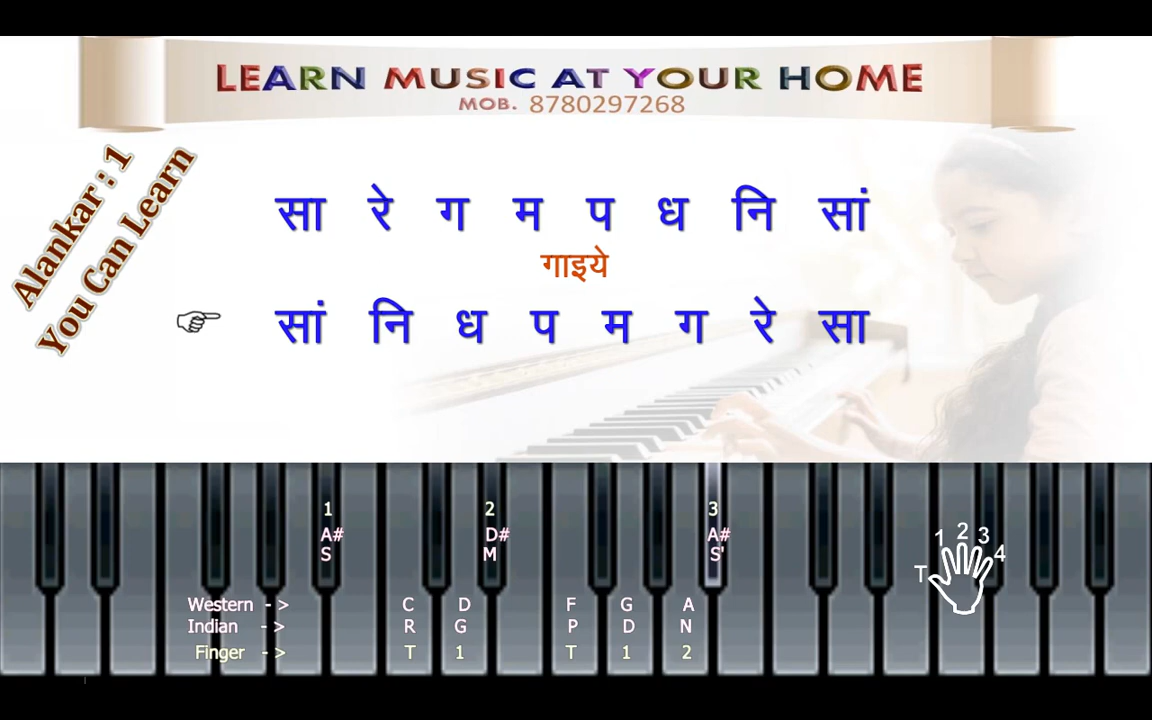 LEARN MUSIC AT YOUR HOME
MOB. 8780297268
Alankar : 1
You Can Learn
सा रे ग म प ध नि सां
गाइये
सां नि ध प म ग रे सा
1 2 3
A# D# A#
S M S'
1 2 3 4
T
Western - > C D F G A
Indian - > R G P D N
Finger - > T 1 T 1 2